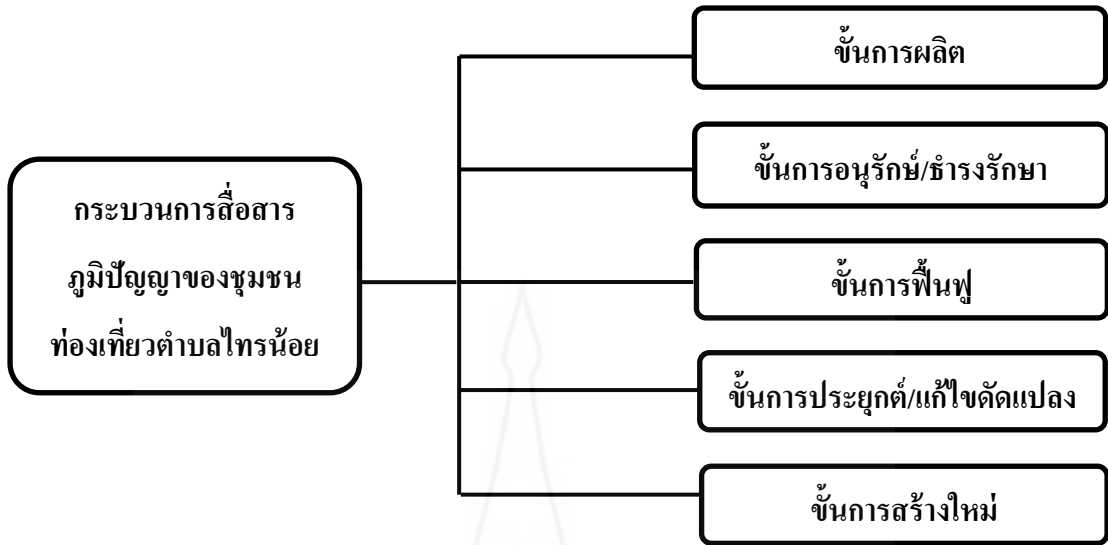 กระบวนการสื่อสาร
ภูมิปัญญาของชุมชน
ท่องเที่ยวตำบลไทรน้อย
ขั้นการผลิต
ขั้นการอนุรักษ์/ธำรงรักษา
ขั้นการฟื้นฟู
ขั้นการประยุกต์/แก้ไขดัดแปลง
ขั้นการสร้างใหม่